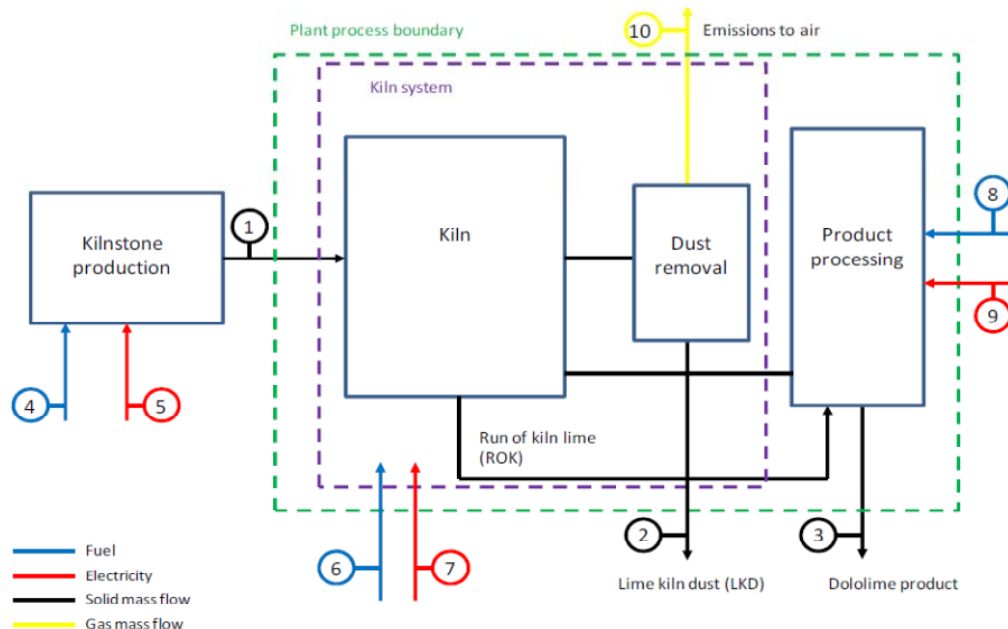 10
Emissions to air
Plant process boundary
Kiln system
1
Kilnstone
production
Kiln
Dust
removal
Product
processing
8
9
4
5
Run of kiln lime
(ROK)
6
7
2
3
Lime kiln dust (LKD)
Dololime product
Fuel
Electricity
Solid mass flow
Gas mass flow